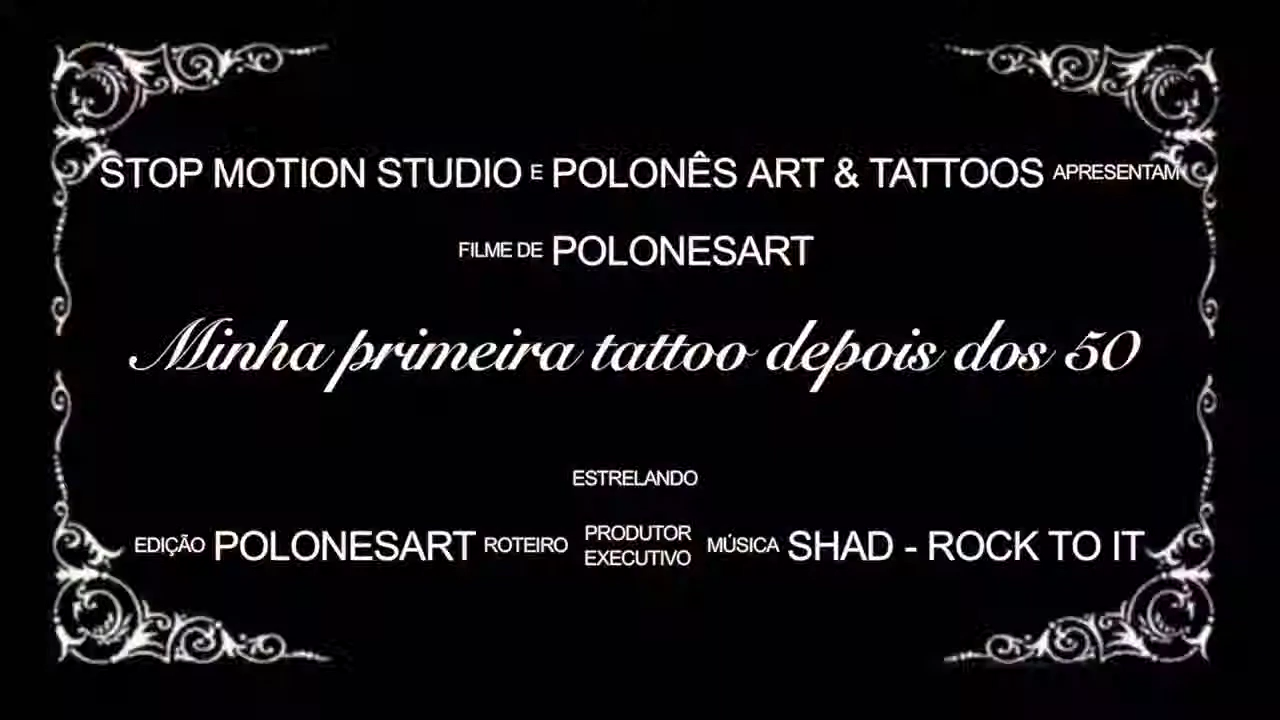 STOP MOTION STUDIO E POLONÊS ART & TATTOOS APRESENTAM
FILME DE POLONESART
Minha primeira tattoo depois dos 50
ESTRELANDO
EDIÇÃO POLONESART ROTEIRO PRODUTOR EXECUTIVO MÚSICA SHAD - ROCK TO IT